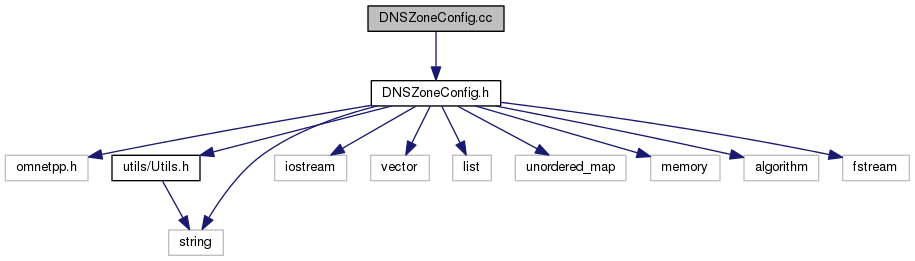 DNSZoneConfig.cc
DNSZoneConfig.h
omnetpp.h
utils/Utils.h
iostream
vector
list
unordered_map
memory
algorithm
fstream
string